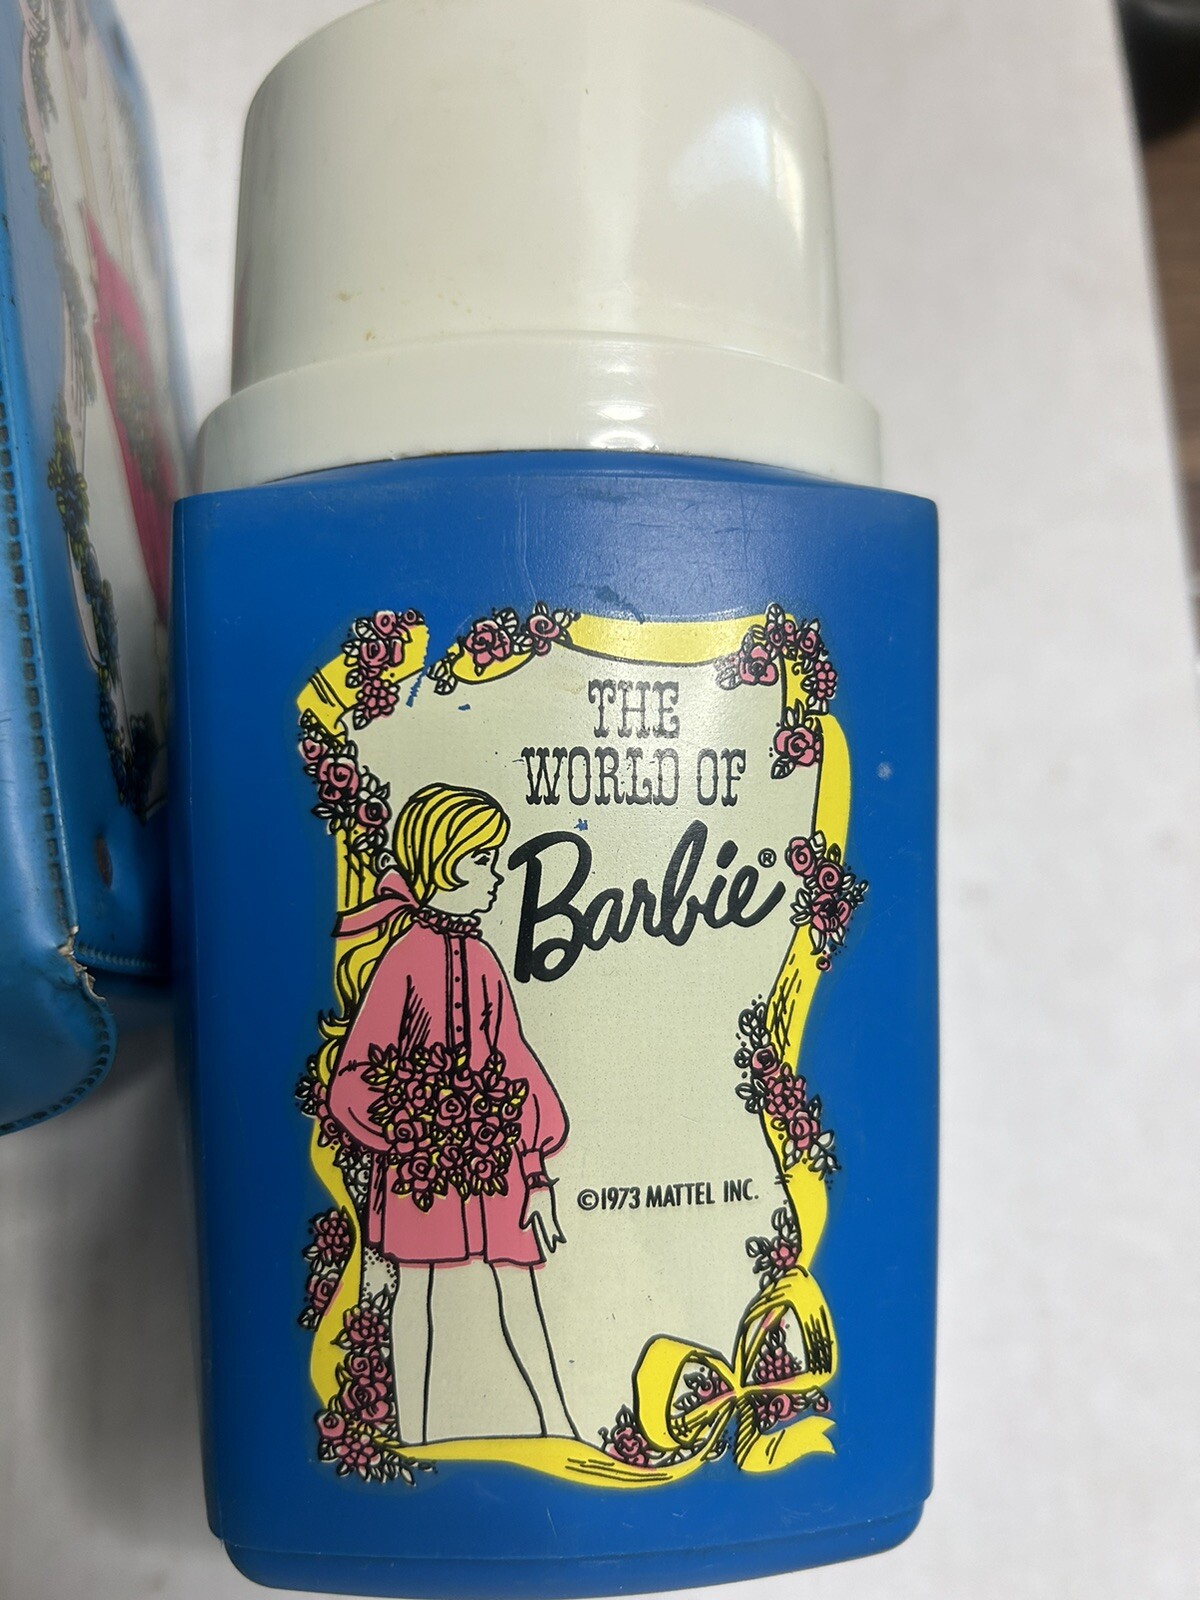 THE
WORLD OF
Barbie®
©1973 MATTEL INC.